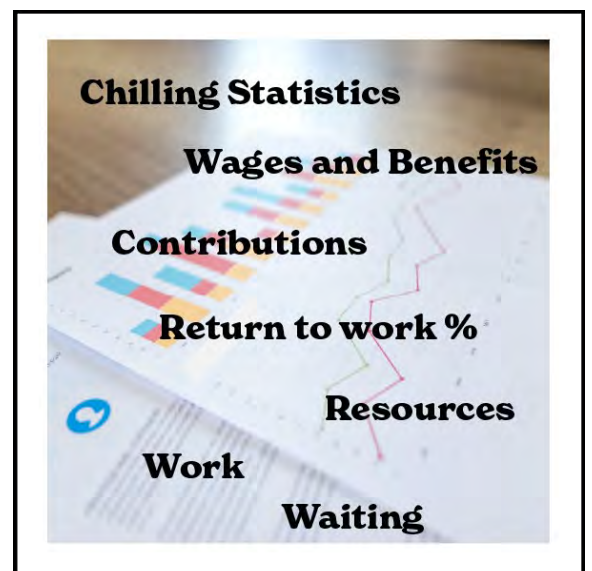 Chilling Statistics
Wages and Benefits
Contributions
Return to work %
Resources
Work
Waiting